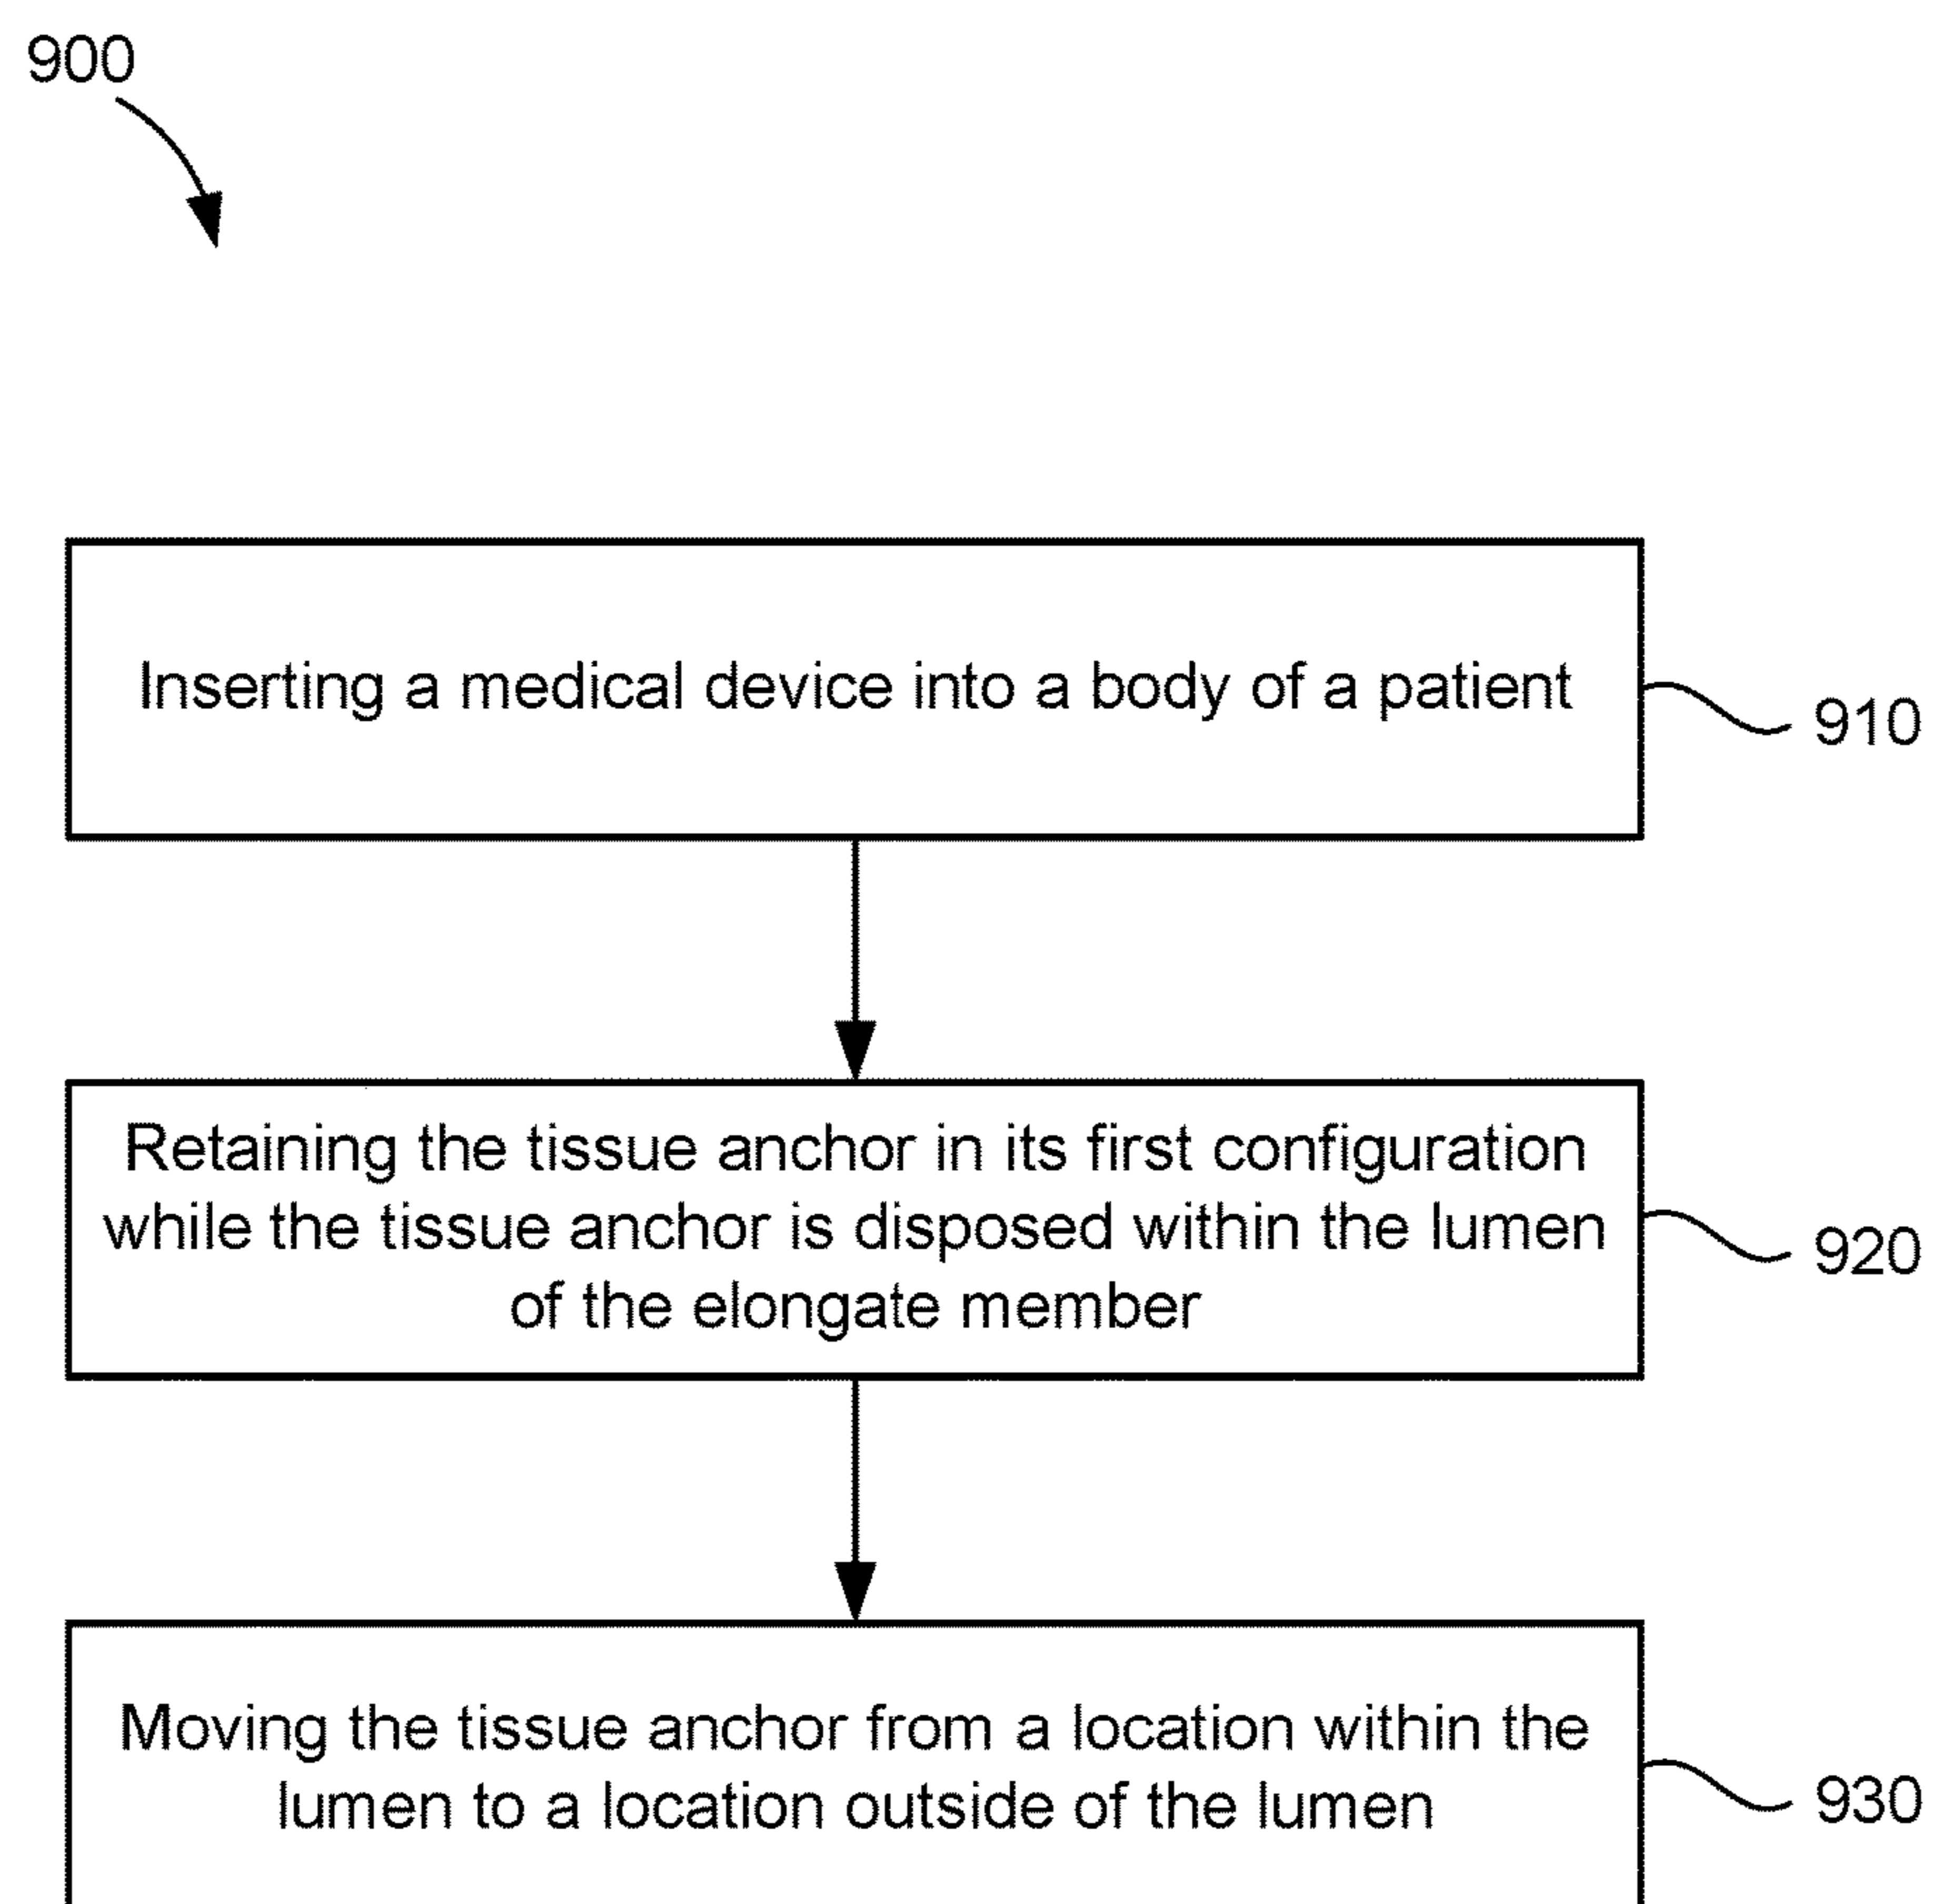 900
Inserting a medical device into a body of a patient
910
Retaining the tissue anchor in its first configuration
while the tissue anchor is disposed within the lumen
of the elongate member
920
Moving the tissue anchor from a location within the
lumen to a location outside of the lumen
930